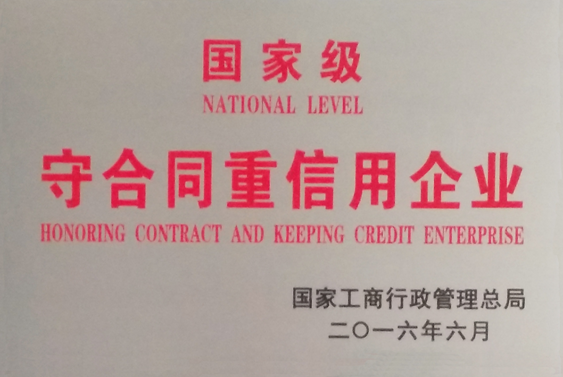 国家级
NATIONAL LEVEL
守合同重信用企业
HONORING CONTRACT AND KEEPING CREDIT ENTERPRISE
国家工商行政管理总局
二〇一六年六月